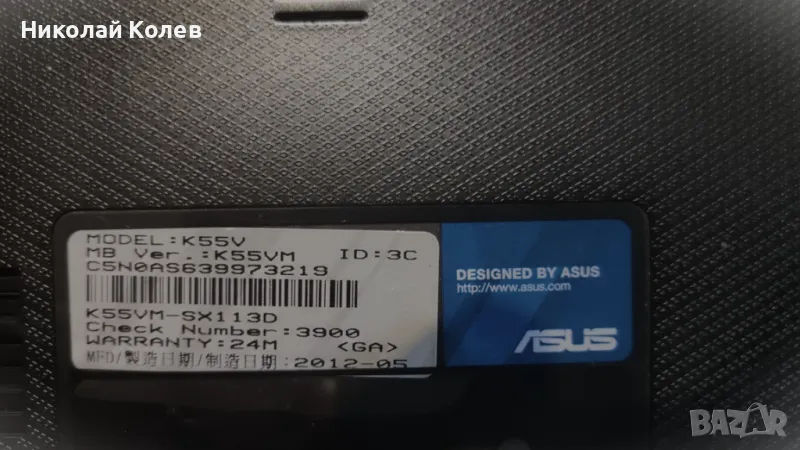 Николай Колев
MODEL:K55V
MB Ver.:K55VM ID:3C
C5N0AS639973219
K55VM-SX113D
Check Number:3900
WARRANTY:24M <GA>
MFD/製造日期/制造日期:2012-05
DESIGNED BY ASUS
http://www.asus.com
ASUS
BAZAR